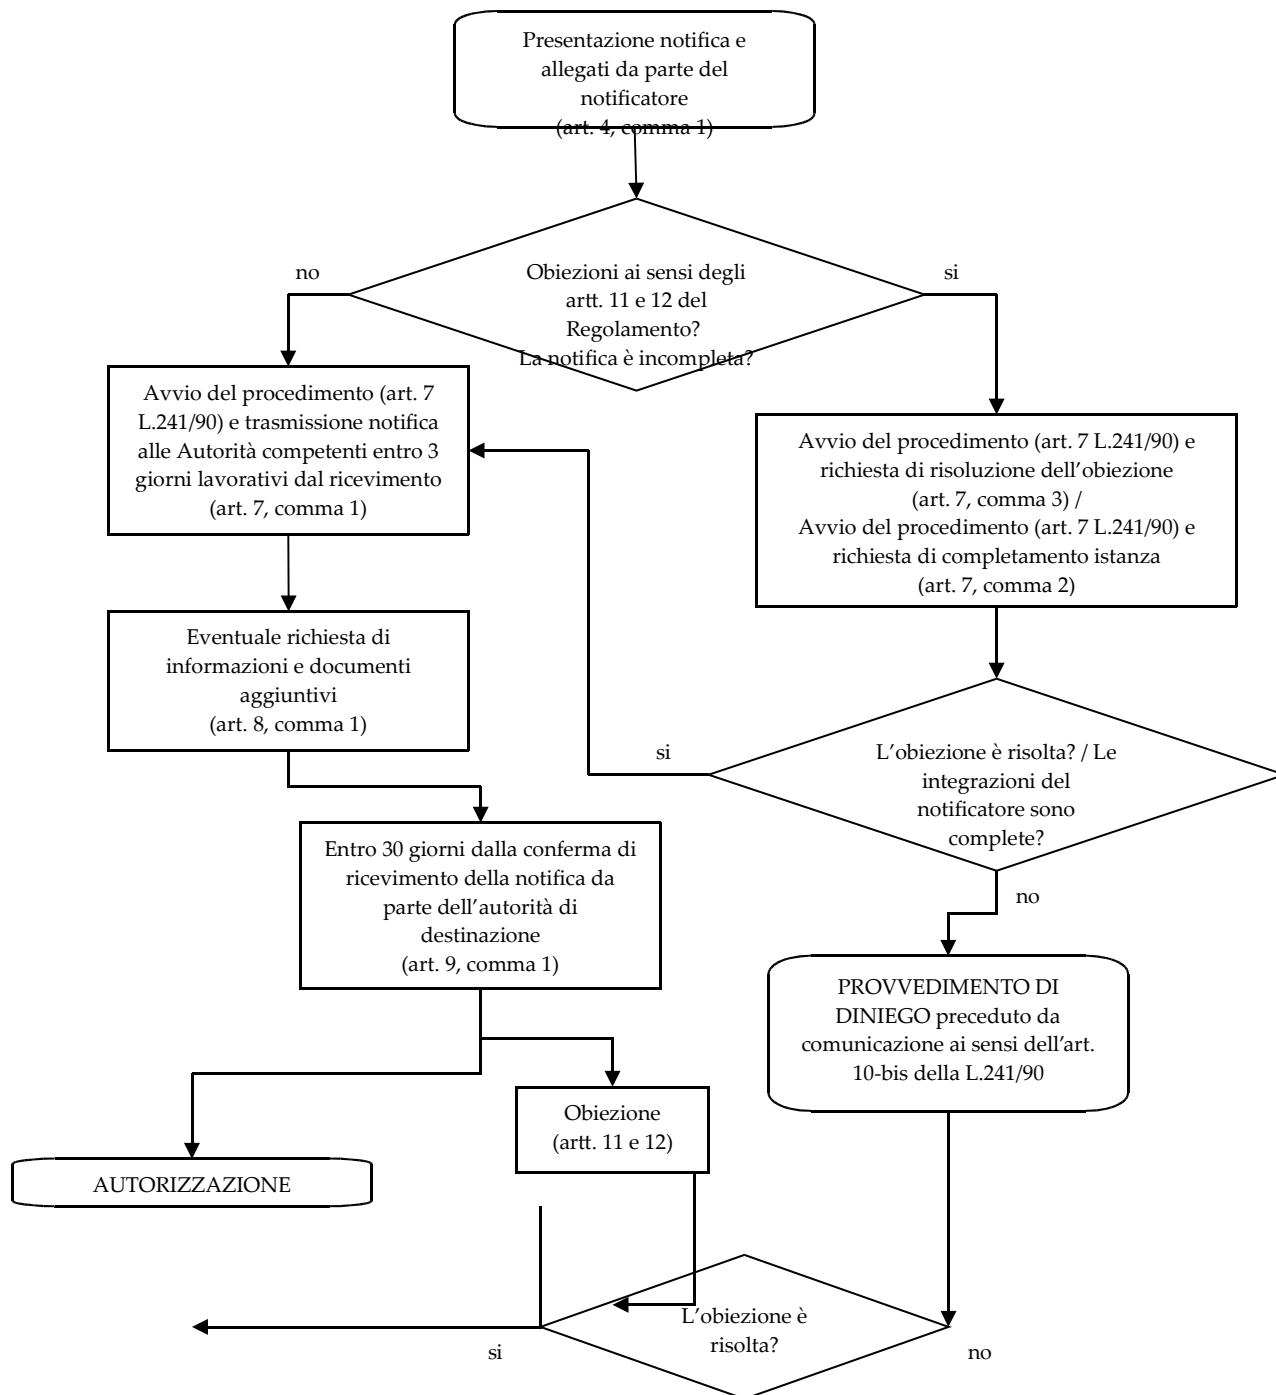 Presentazione notifica e
allegati da parte del
notificatore
(art. 4, comma 1)
no
si
Obiezioni ai sensi degli
artt. 11 e 12 del
Regolamento?
La notifica è incompleta?
Avvio del procedimento (art. 7
L.241/90) e trasmissione notifica
alle Autorità competenti entro 3
giorni lavorativi dal ricevimento
(art. 7, comma 1)
Avvio del procedimento (art. 7 L.241/90) e
richiesta di risoluzione dell’obiezione
(art. 7, comma 3) /
Avvio del procedimento (art. 7 L.241/90) e
richiesta di completamento istanza
(art. 7, comma 2)
Eventuale richiesta di
informazioni e documenti
aggiuntivi
(art. 8, comma 1)
si
L’obiezione è risolta? / Le
integrazioni del
notificatore sono
complete?
no
Entro 30 giorni dalla conferma di
ricevimento della notifica da
parte dell’autorità di
destinazione
(art. 9, comma 1)
PROVVEDIMENTO DI
DINIEGO preceduto da
comunicazione ai sensi dell’art.
10-bis della L.241/90
Obiezione
(artt. 11 e 12)
AUTORIZZAZIONE
L’obiezione è
risolta?
si
no